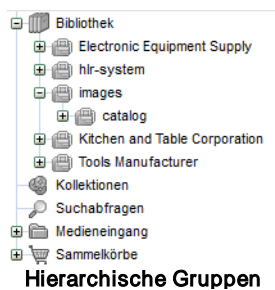 Bibliothek
Electronic Equipment Supply
hlr-system
images
catalog
Kitchen and Table Corporation
Tools Manufacturer
Kollektionen
Suchabfragen
Medieneingang
Sammelkörbe
Hierarchische Gruppen